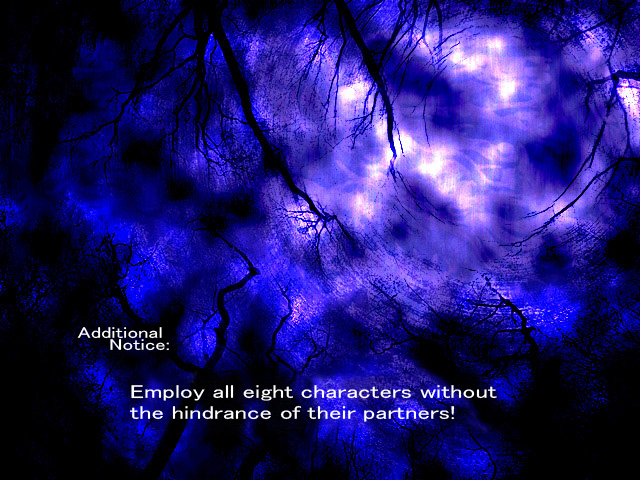 Additional
Notice:
Employ all eight characters without
the hindrance of their partners!